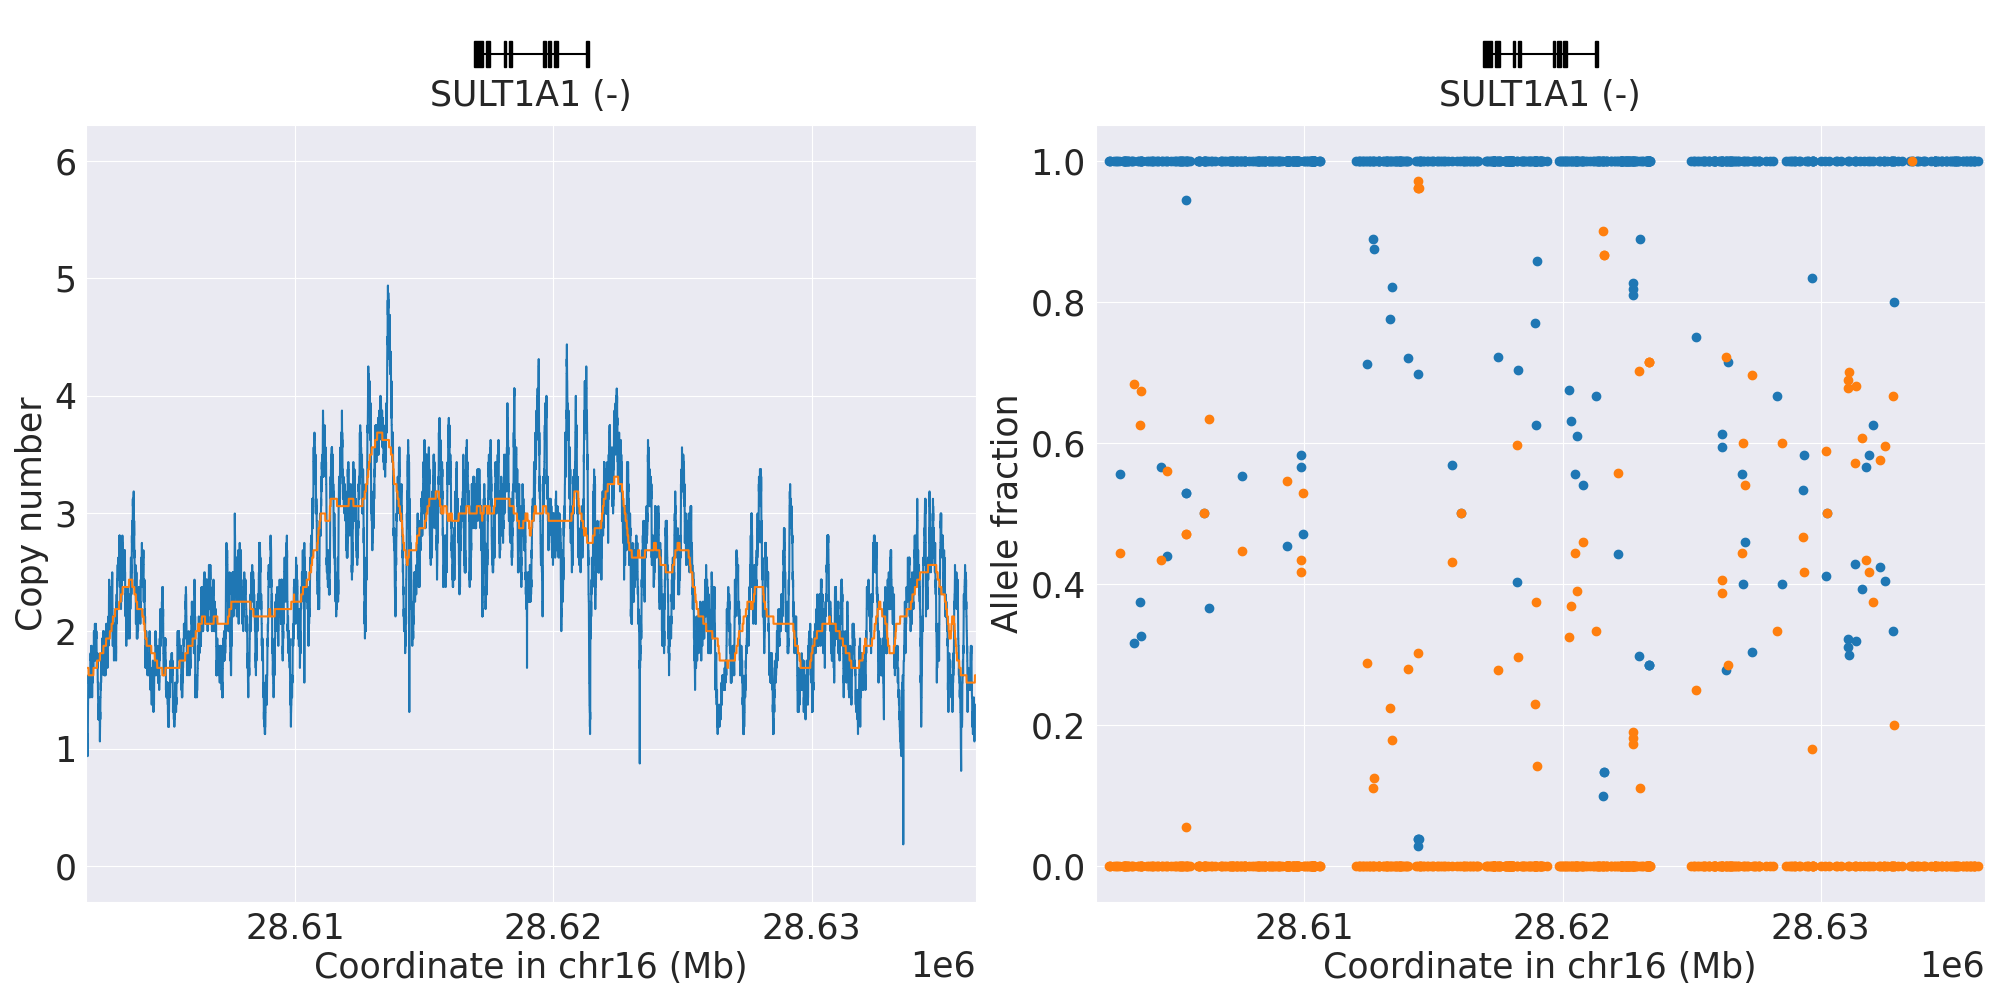 SULT1A1 (-)
6
5
4
3
2
1
0
Copy number
28.61
28.62
28.63
Coordinate in chr16 (Mb)
1e6
SULT1A1 (-)
1.0
0.8
0.6
0.4
0.2
0.0
Allele fraction
28.61
28.62
28.63
Coordinate in chr16 (Mb)
1e6